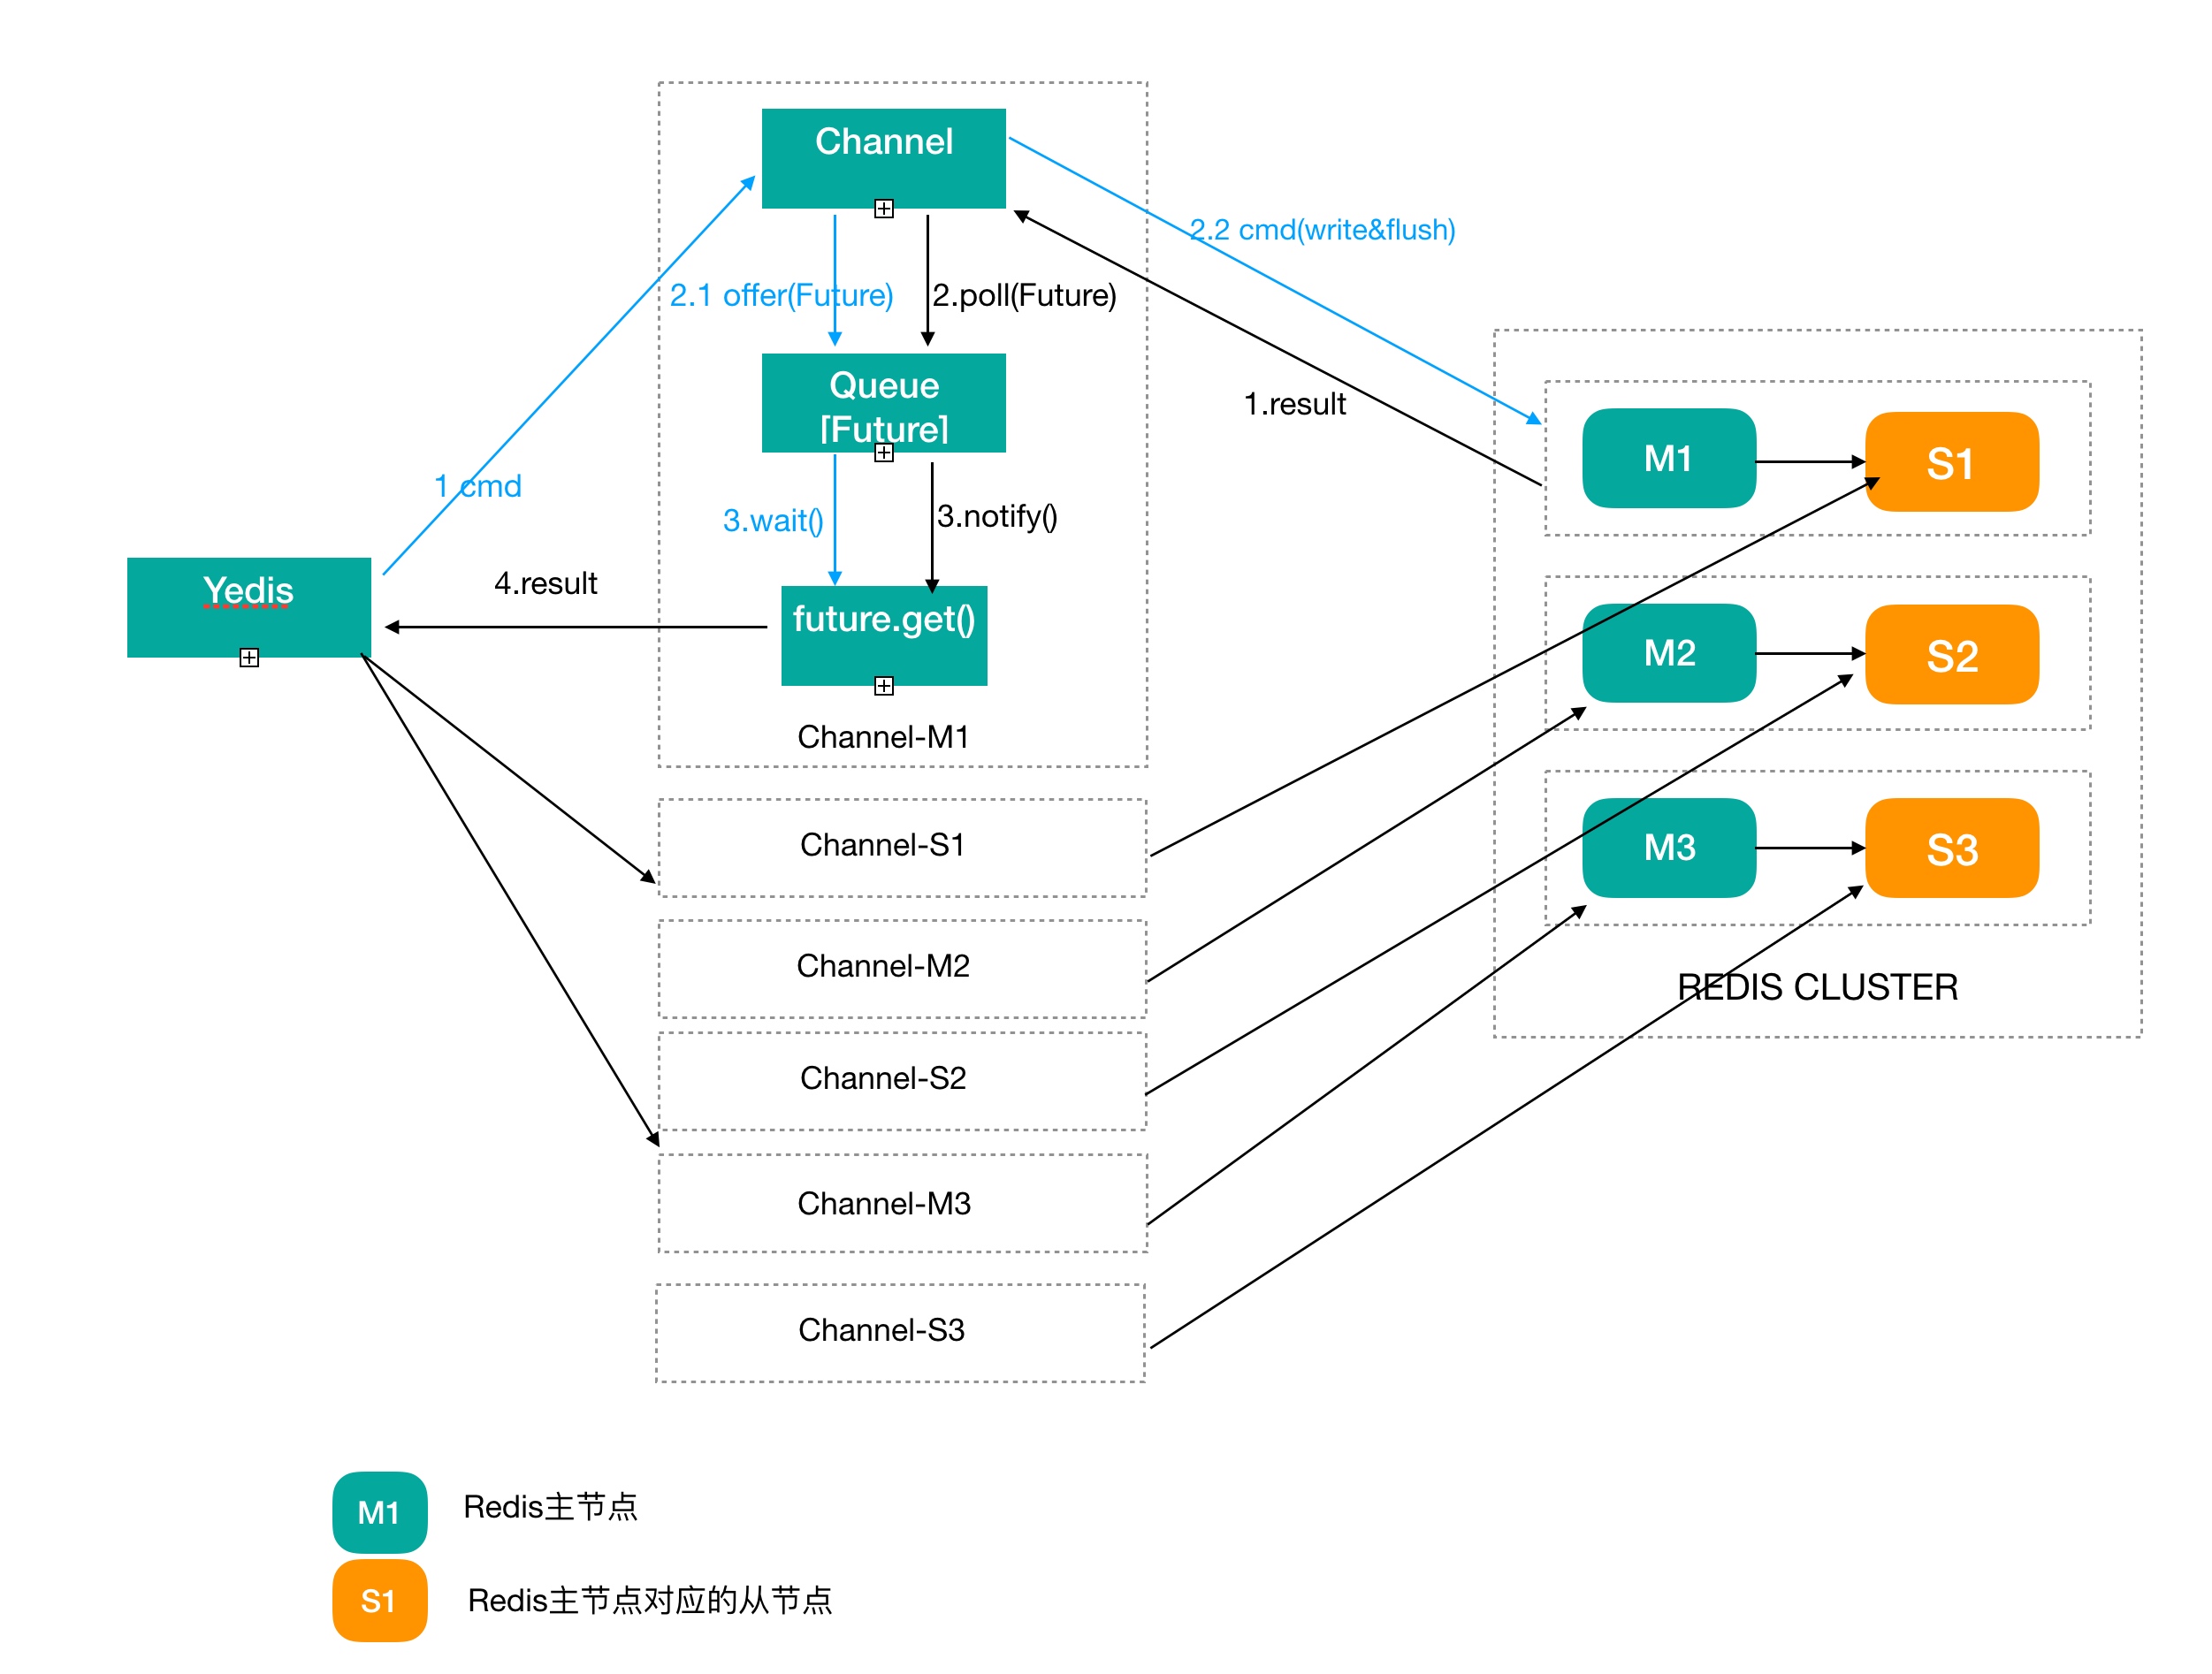 Channel
2.2 cmd(write&flush)
2.1 offer(Future)
2.poll(Future)
Queue
[Future]
1.result
M1
S1
1 cmd
3.wait()
3.notify()
Yedis
4.result
future.get()
M2
S2
Channel-M1
Channel-S1
M3
S3
Channel-M2
REDIS CLUSTER
Channel-S2
Channel-M3
Channel-S3
M1
Redis主节点
S1
Redis主节点对应的从节点